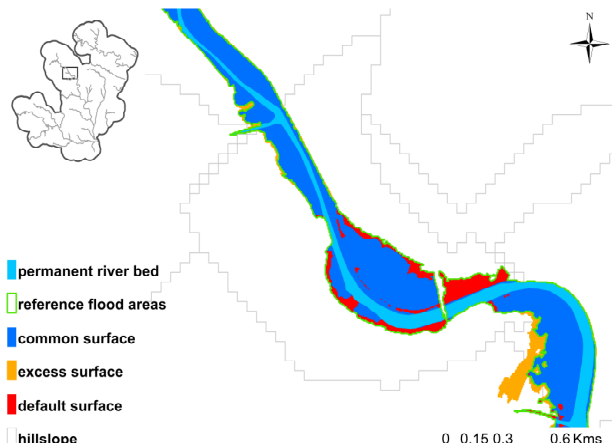 N
permanent river bed
reference flood areas
common surface
excess surface
default surface
hillslope
0 0.15 0.3 0.6 Kms